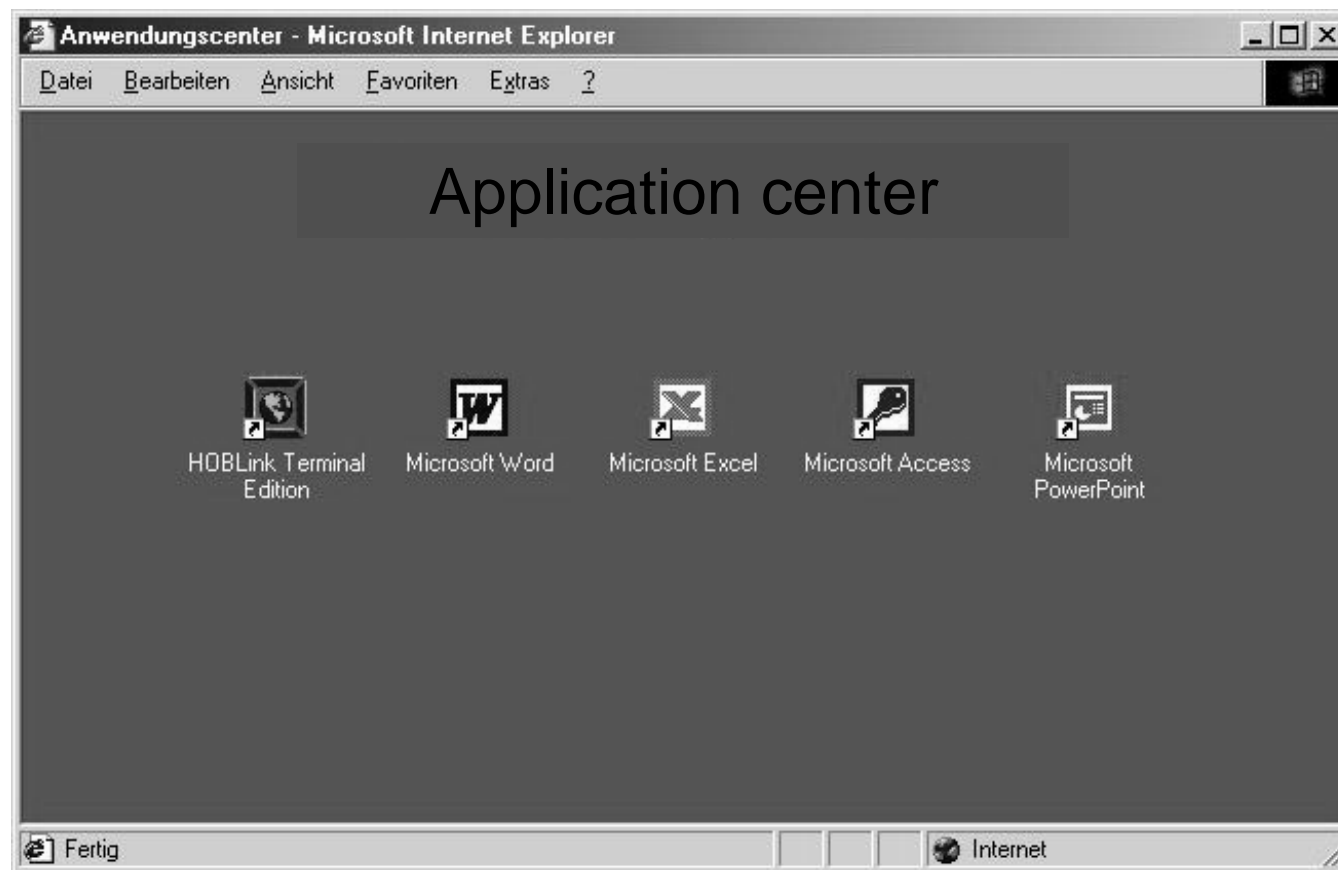 Anwendungscenter - Microsoft Internet Explorer
Datei Bearbeiten Ansicht Favoriten Extras ?
Application center
HOBLink Terminal Edition
Microsoft Word
Microsoft Excel
Microsoft Access
Microsoft PowerPoint
Fertig
Internet